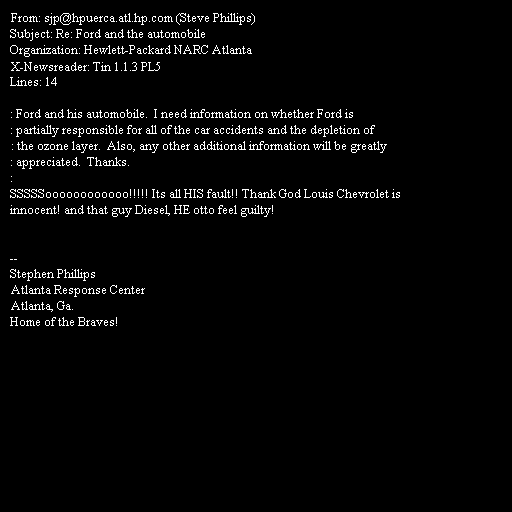 From: sjp@hpuerca.atl.hp.com (Steve Phillips)
Subject: Re: Ford and the automobile
Organization: Hewlett-Packard NARC Atlanta
X-Newsreader: Tin 1.1.3 PL5
Lines: 14

: Ford and his automobile.  I need information on whether Ford is
: partially responsible for all of the car accidents and the depletion of
: the ozone layer.  Also, any other additional information will be greatly
: appreciated.  Thanks.
:
SSSSSoooooooooooo!!!!! Its all HIS fault!! Thank God Louis Chevrolet is
innocent! and that guy Diesel, HE otto feel guilty!

--
Stephen Phillips
Atlanta Response Center
Atlanta, Ga.
Home of the Braves!